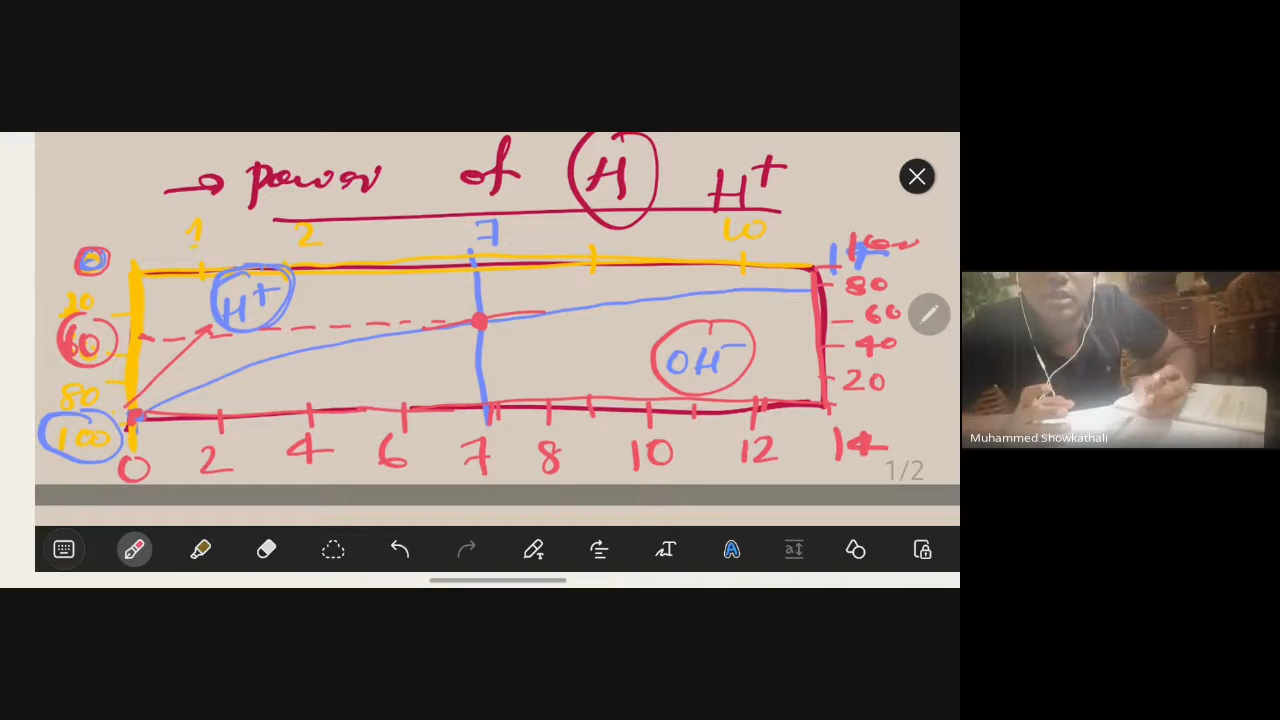 → power of H H+
1 2 7 10
0
H+
80
60
60
40
OH-
80
20
100
0 2 4 6 7 8 10 12 14
1/2
Muhammed Showkathali